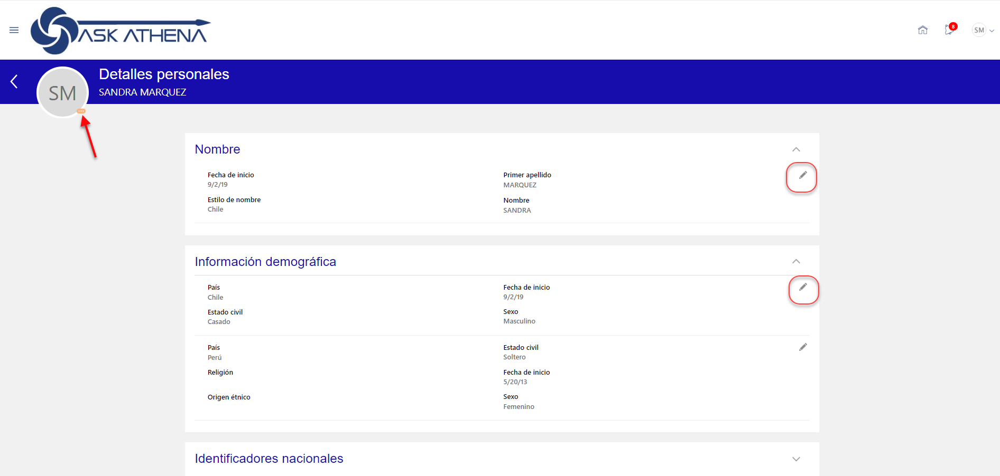 ASK ATHENA
8
SM
Detalles personales
SANDRA MARQUEZ
SM
Nombre
Fecha de inicio
9/2/19
Primer apellido
MARQUEZ
Estilo de nombre
Chile
Nombre
SANDRA
Información demográfica
País
Chile
Fecha de inicio
9/2/19
Estado civil
Casado
Sexo
Masculino
País
Perú
Estado civil
Soltero
Religión
Fecha de inicio
5/20/13
Origen étnico
Sexo
Femenino
Identificadores nacionales